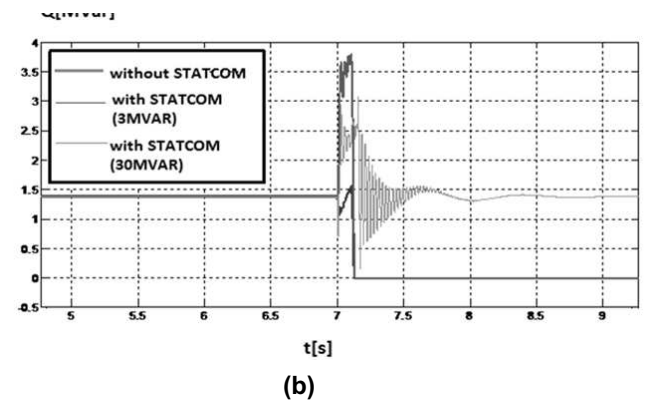 Q[Mvar]
4
3.5
3
2.5
2
1.5
1
0.5
0
-0.5
without STATCOM
with STATCOM
(3MVAR)
with STATCOM
(30MVAR)
5
5.5
6
6.5
7
7.5
8
8.5
9
t[s]
(b)